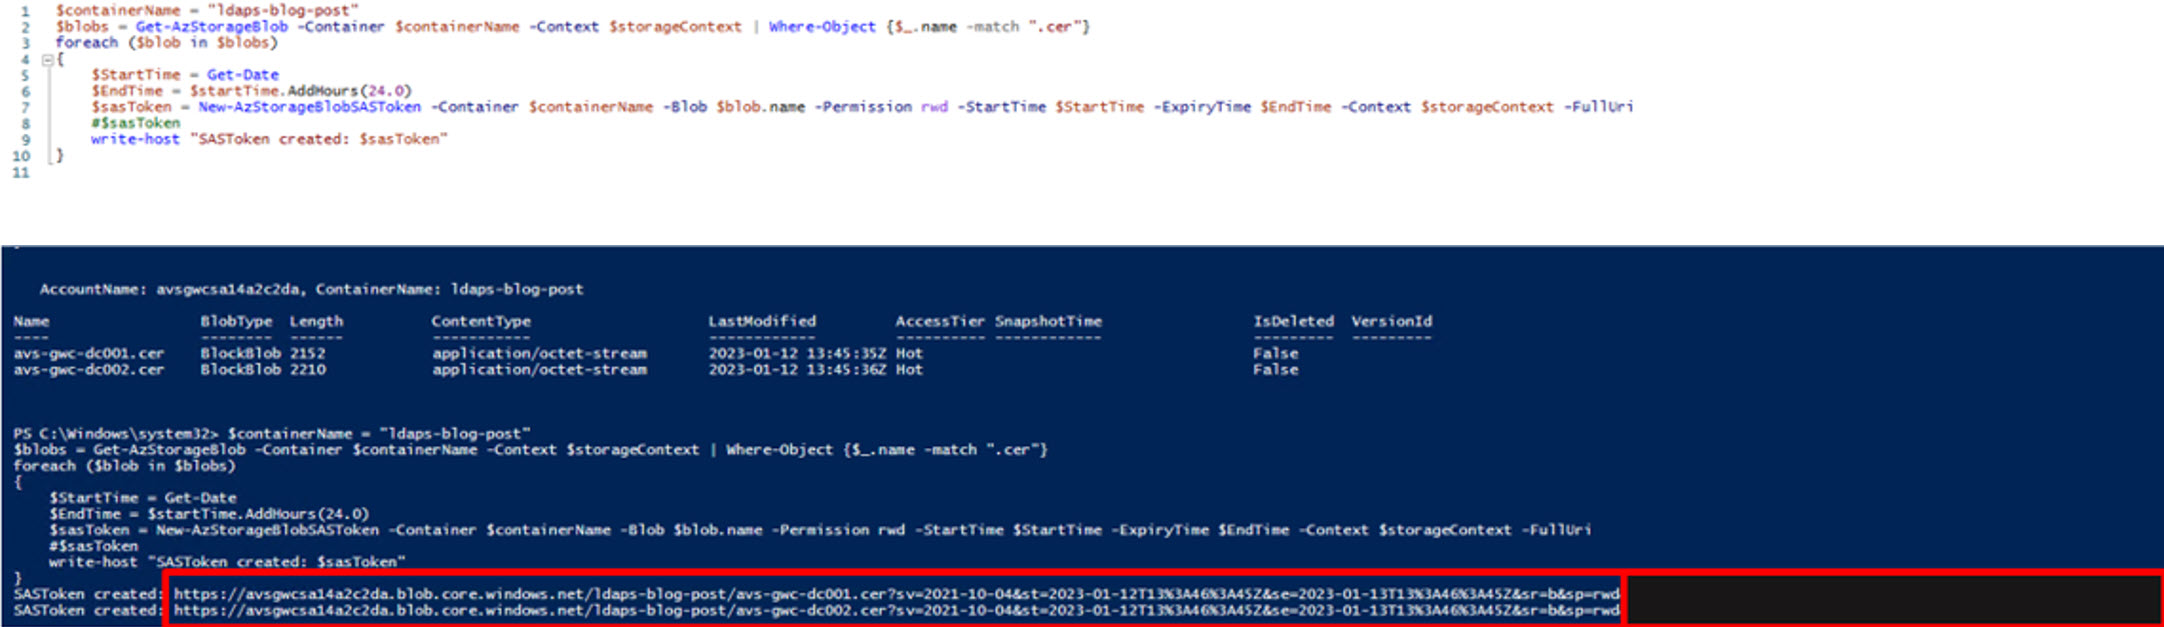 1 $containerName = "ldaps-blog-post"
2 $blobs = Get-AzStorageBlob -Container $containerName -Context $storageContext | Where-Object {$_.name -match ".cer"}
3 foreach ($blob in $blobs)
4 {
5 $StartTime = Get-Date
6 $EndTime = $startTime.AddHours(24.0)
7 $sasToken = New-AzStorageBlobSASToken -Container $containerName -Blob $blob.name -Permission rwd -StartTime $StartTime -ExpiryTime $EndTime -Context $storageContext -FullUri
8 #$sasToken
9 write-host "SASToken created: $sasToken"
10 }
11
AccountName: avsgwcsa14a2c2da, ContainerName: ldaps-blog-post
Name BlobType Length ContentType LastModified AccessTier SnapshotTime IsDeleted VersionId
---- -------- ------ ----------- ------------ ---------- ------------ --------- ---------
avs-gwc-dc001.cer BlockBlob 2152 application/octet-stream 2023-01-12 13:45:35Z Hot False
avs-gwc-dc002.cer BlockBlob 2210 application/octet-stream 2023-01-12 13:45:36Z Hot False
PS C:\Windows\system32> $containerName = "ldaps-blog-post"
$blobs = Get-AzStorageBlob -Container $containerName -Context $storageContext | Where-Object {$_.name -match ".cer"}
foreach ($blob in $blobs)
{
$StartTime = Get-Date
$EndTime = $startTime.AddHours(24.0)
$sasToken = New-AzStorageBlobSASToken -Container $containerName -Blob $blob.name -Permission rwd -StartTime $StartTime -ExpiryTime $EndTime -Context $storageContext -FullUri
#$sasToken
write-host "SASToken created: $sasToken"
}
SASToken created: https://avsgwcsa14a2c2da.blob.core.windows.net/ldaps-blog-post/avs-gwc-dc001.cer?sv=2021-10-04&st=2023-01-12T13%3A46%3A45Z&se=2023-01-13T13%3A46%3A45Z&sr=b&sp=rwd
SASToken created: https://avsgwcsa14a2c2da.blob.core.windows.net/ldaps-blog-post/avs-gwc-dc002.cer?sv=2021-10-04&st=2023-01-12T13%3A46%3A45Z&se=2023-01-13T13%3A46%3A45Z&sr=b&sp=rwd